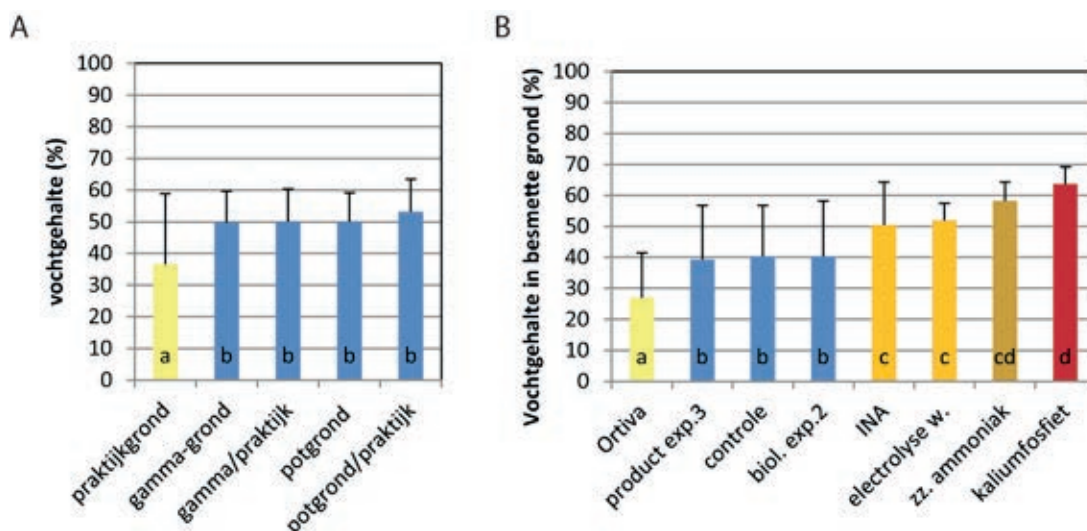 A
vochtgehalte (%)
100
90
80
70
60
50
40
30
20
10
0
a
b
b
b
b
praktijkgrond
gamma-grond
gamma/praktijk
potgrond
potgrond/praktijk
B
Vochtgehalte in besmette grond (%)
100
90
80
70
60
50
40
30
20
10
0
a
b
b
b
c
c
cd
d
Ortiva
product exp.3
controle
biol. exp.2
INA
electrolyse w.
zz. ammoniak
kaliumfosfiet